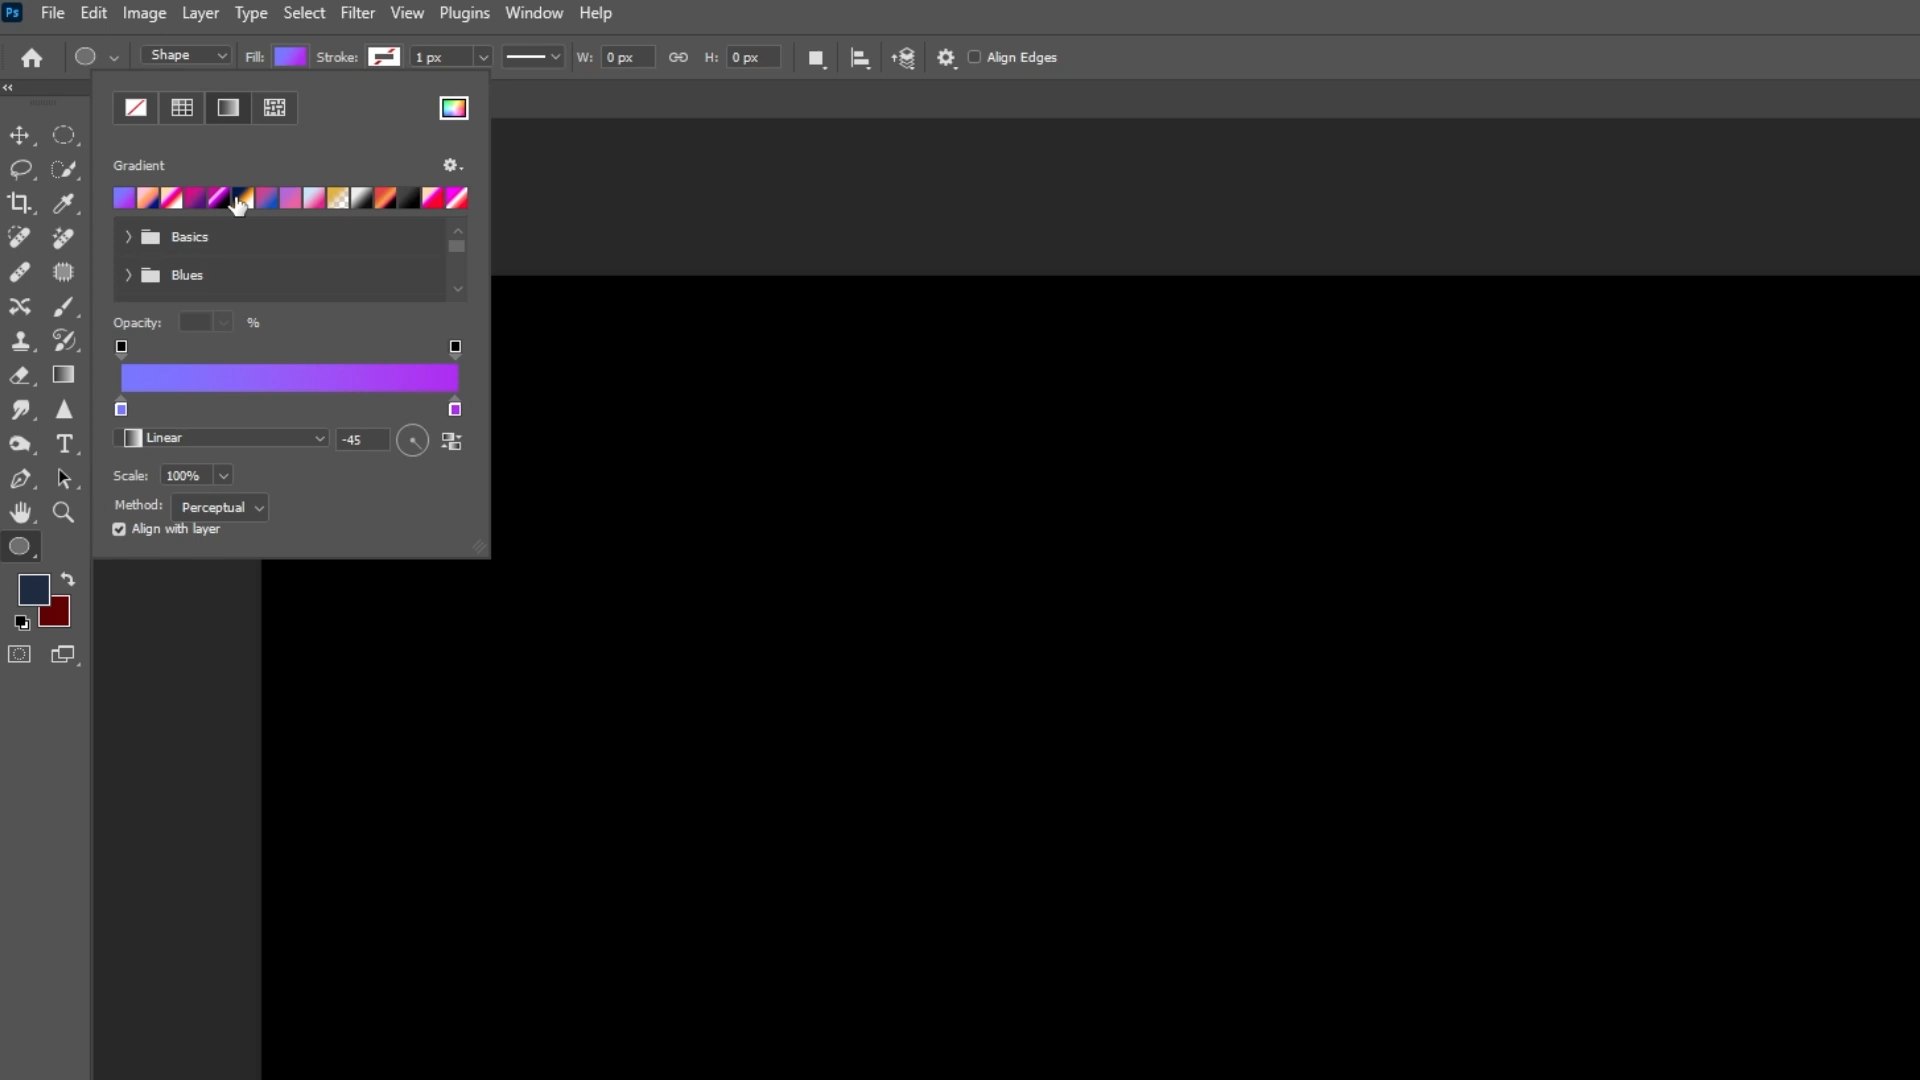 Ps File Edit Image Layer Type Select Filter View Plugins Window Help
Shape Fill: Stroke: 1 px W: 0 px H: 0 px Align Edges
Gradient
Basics
Blues
Opacity: %
Linear -45
Scale: 100%
Method: Perceptual
Align with layer
T